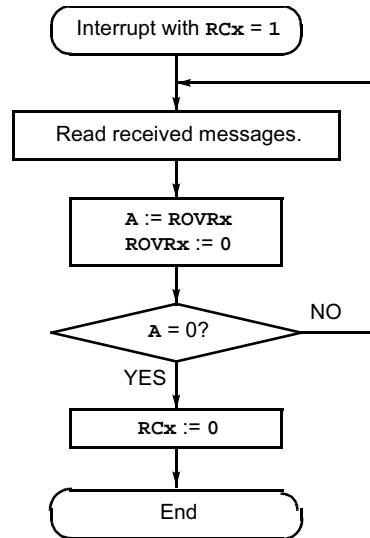 Interrupt with RCx = 1
Read received messages.
A := ROVRx
ROVRx := 0
A = 0?
NO
YES
RCx := 0
End